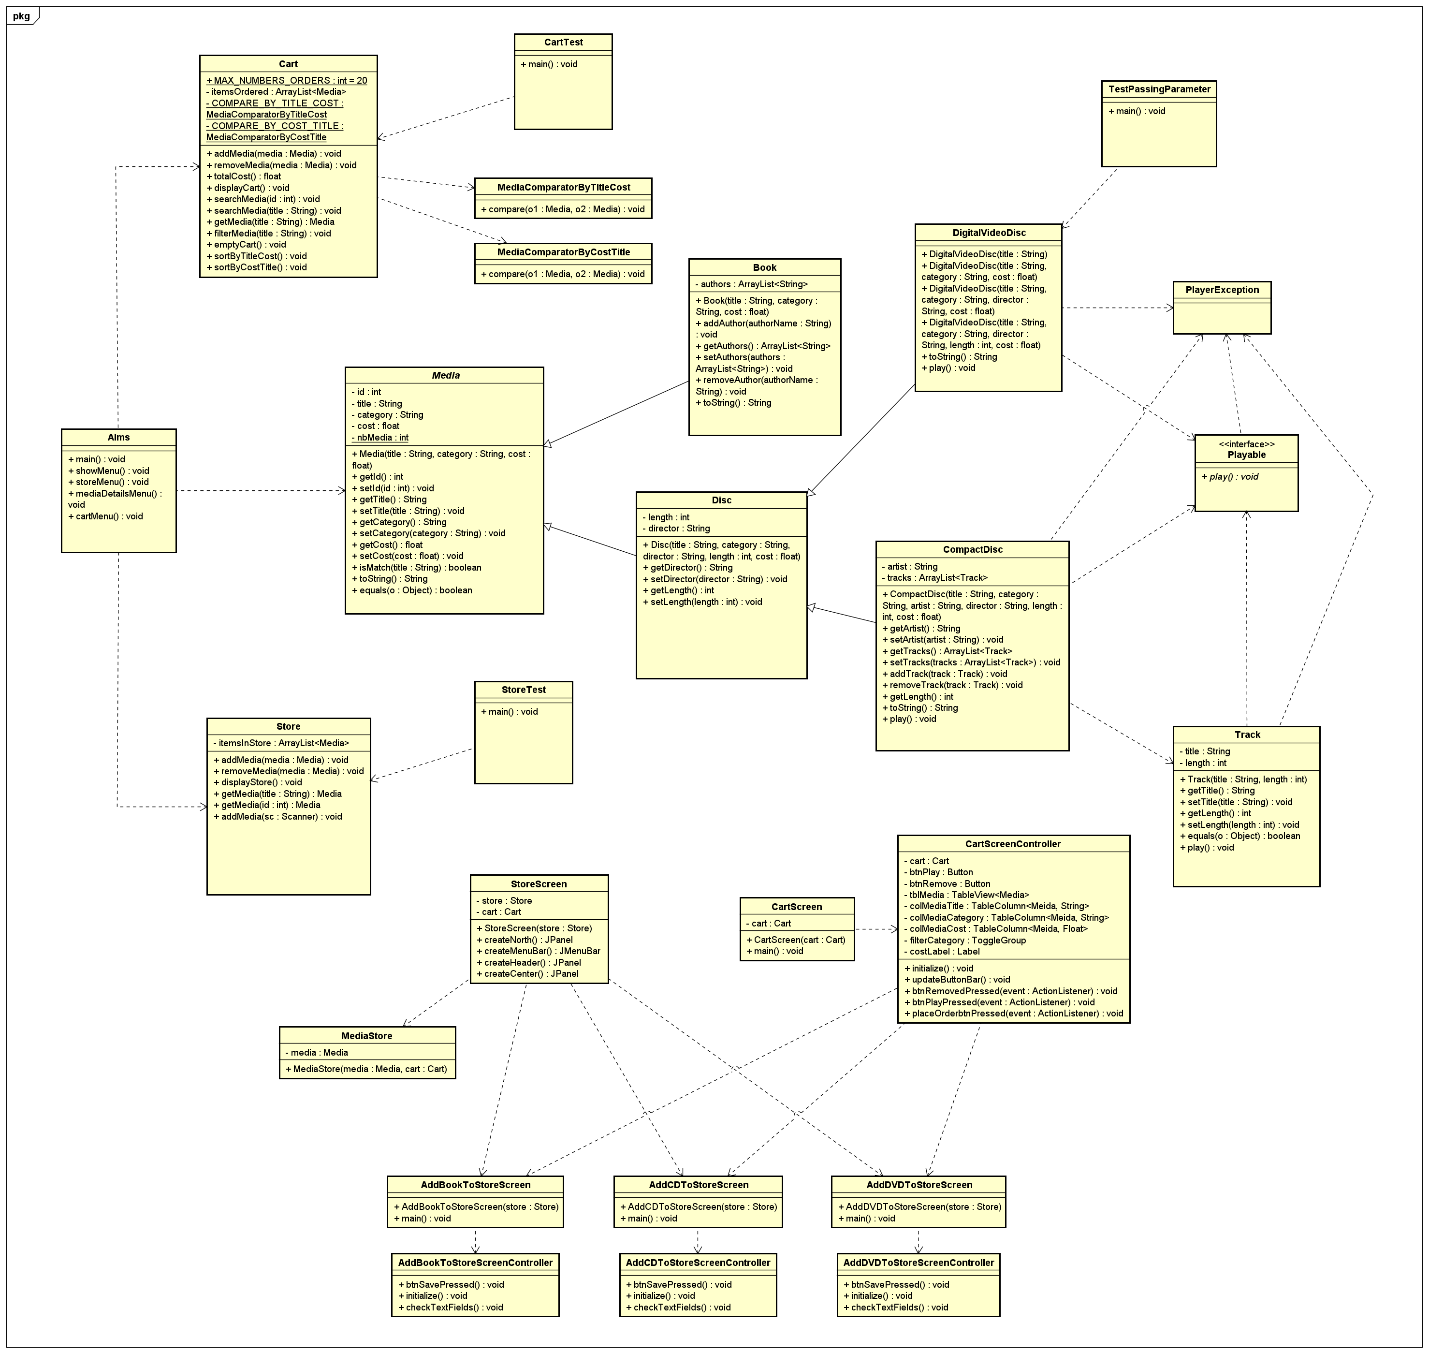 pkg
CartTest
+ main() : void
Cart
+ MAX_NUMBERS_ORDERS : int = 20
- itemsOrdered : ArrayList<Media>
- COMPARE_BY_TITLE_COST :
MediaComparatorByTitleCost
- COMPARE_BY_COST_TITLE :
MediaComparatorByCostTitle
+ addMedia(media : Media) : void
+ removeMedia(media : Media) : void
+ totalCost() : float
+ displayCart() : void
+ searchMedia(id : int) : void
+ searchMedia(title : String) : void
+ getMedia(title : String) : Media
+ filterMedia(title : String) : void
+ emptyCart() : void
+ sortByTitleCost() : void
+ sortByCostTitle() : void
TestPassingParameter
+ main() : void
MediaComparatorByTitleCost
+ compare(o1 : Media, o2 : Media) : void
MediaComparatorByCostTitle
+ compare(o1 : Media, o2 : Media) : void
DigitalVideoDisc
+ DigitalVideoDisc(title : String)
+ DigitalVideoDisc(title : String,
category : String, cost : float)
+ DigitalVideoDisc(title : String,
category : String, director :
String, cost : float)
+ DigitalVideoDisc(title : String,
category : String, director :
String, length : int, cost : float)
+ toString() : String
+ play() : void
Book
- authors : ArrayList<String>
+ Book(title : String, category :
String, cost : float)
+ addAuthor(authorName : String)
: void
+ getAuthors() : ArrayList<String>
+ setAuthors(authors :
ArrayList<String>) : void
+ removeAuthor(authorName :
String) : void
+ toString() : String
PlayerException
Media
- id : int
- title : String
- category : String
- cost : float
- nbMedia : int
+ Media(title : String, category : String, cost :
float)
+ getId() : int
+ setId(id : int) : void
+ getTitle() : String
+ setTitle(title : String) : void
+ getCategory() : String
+ setCategory(category : String) : void
+ getCost() : float
+ setCost(cost : float) : void
+ isMatch(title : String) : boolean
+ toString() : String
+ equals(o : Object) : boolean
Aims
+ main() : void
+ showMenu() : void
+ storeMenu() : void
+ mediaDetailsMenu() :
void
+ cartMenu() : void
<<interface>>
Playable
+ play() : void
Disc
- length : int
- director : String
+ Disc(title : String, category : String,
director : String, length : int, cost : float)
+ getDirector() : String
+ setDirector(director : String) : void
+ getLength() : int
+ setLength(length : int) : void
CompactDisc
- artist : String
- tracks : ArrayList<Track>
+ CompactDisc(title : String, category :
String, artist : String, director : String, length :
int, cost : float)
+ getArtist() : String
+ setArtist(artist : String) : void
+ getTracks() : ArrayList<Track>
+ setTracks(tracks : ArrayList<Track>) : void
+ addTrack(track : Track) : void
+ removeTrack(track : Track) : void
+ getLength() : int
+ toString() : String
+ play() : void
StoreTest
+ main() : void
Store
- itemsInStore : ArrayList<Media>
+ addMedia(media : Media) : void
+ removeMedia(media : Media) : void
+ displayStore() : void
+ getMedia(title : String) : Media
+ getMedia(id : int) : Media
+ addMedia(sc : Scanner) : void
Track
- title : String
- length : int
+ Track(title : String, length : int)
+ getTitle() : String
+ setTitle(title : String) : void
+ getLength() : int
+ setLength(length : int) : void
+ equals(o : Object) : boolean
+ play() : void
CartScreenController
- cart : Cart
- btnPlay : Button
- btnRemove : Button
- tblMedia : TableView<Media>
- colMediaTitle : TableColumn<Meida, String>
- colMediaCategory : TableColumn<Meida, String>
- colMediaCost : TableColumn<Meida, Float>
- filterCategory : ToggleGroup
- costLabel : Label
+ initialize() : void
+ updateButtonBar() : void
+ btnRemovedPressed(event : ActionListener) : void
+ btnPlayPressed(event : ActionListener) : void
+ placeOrderbtnPressed(event : ActionListener) : void
StoreScreen
- store : Store
- cart : Cart
+ StoreScreen(store : Store)
+ createNorth() : JPanel
+ createMenuBar() : JMenuBar
+ createHeader() : JPanel
+ createCenter() : JPanel
CartScreen
- cart : Cart
+ CartScreen(cart : Cart)
+ main() : void
MediaStore
- media : Media
+ MediaStore(media : Media, cart : Cart)
AddBookToStoreScreen
+ AddBookToStoreScreen(store : Store)
+ main() : void
AddCDToStoreScreen
+ AddCDToStoreScreen(store : Store)
+ main() : void
AddDVDToStoreScreen
+ AddDVDToStoreScreen(store : Store)
+ main() : void
AddBookToStoreScreenController
+ btnSavePressed() : void
+ initialize() : void
+ checkTextFields() : void
AddCDToStoreScreenController
+ btnSavePressed() : void
+ initialize() : void
+ checkTextFields() : void
AddDVDToStoreScreenController
+ btnSavePressed() : void
+ initialize() : void
+ checkTextFields() : void